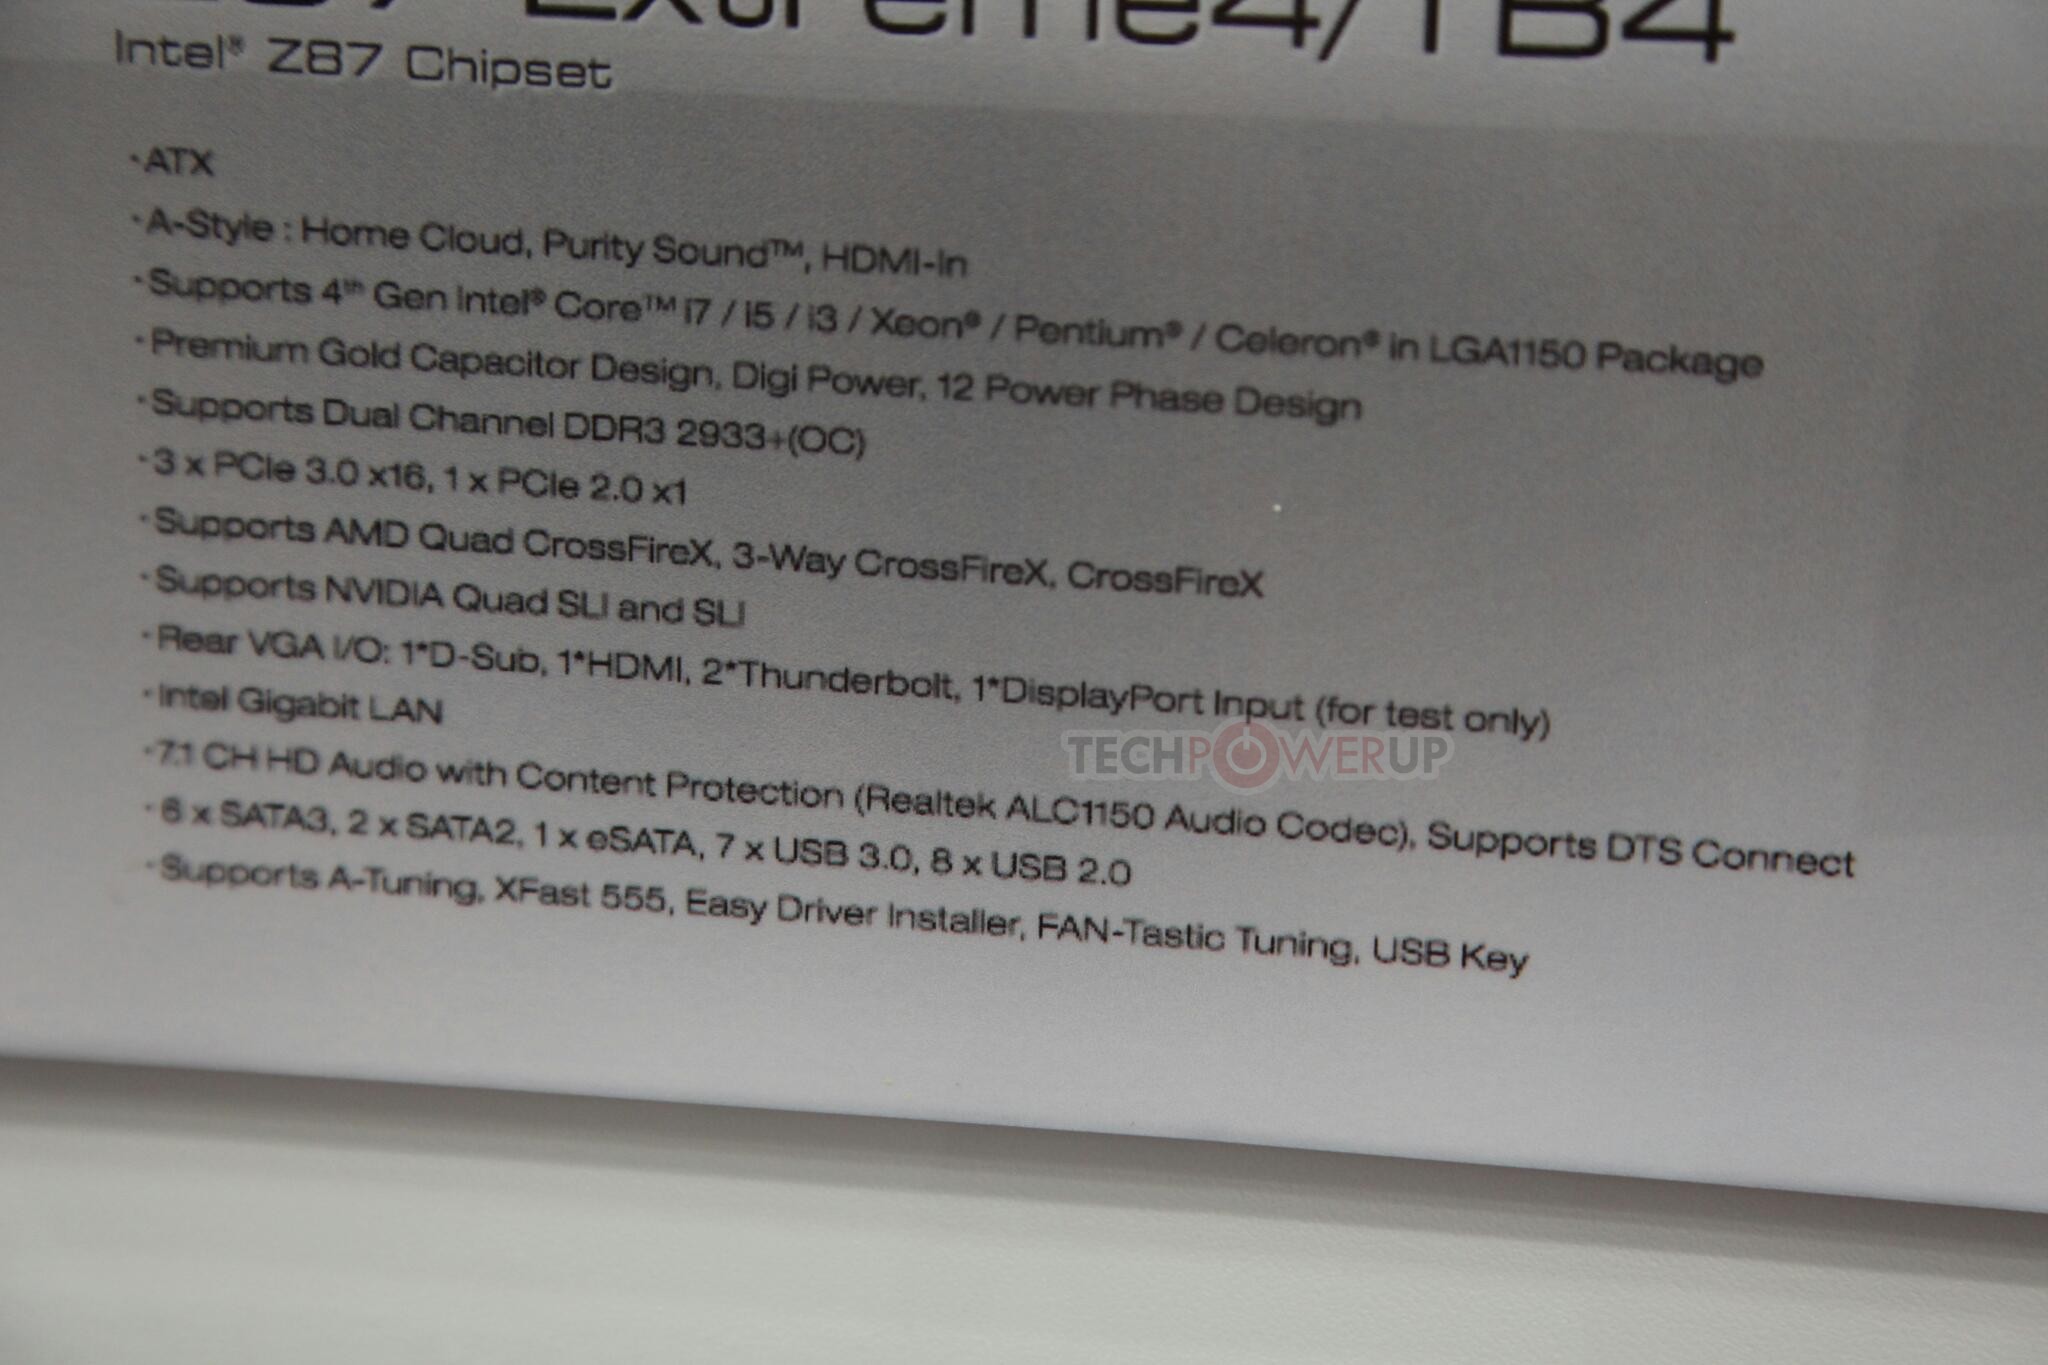 Z87 Extreme4/TB4
Intel® Z87 Chipset
·ATX
·A-Style : Home Cloud, Purity Sound™, HDMI-In
·Supports 4th Gen Intel® Core™ i7 / i5 / i3 / Xeon® / Pentium® / Celeron® in LGA1150 Package
·Premium Gold Capacitor Design, Digi Power, 12 Power Phase Design
·Supports Dual Channel DDR3 2933+(OC)
·3 x PCIe 3.0 x16, 1 x PCIe 2.0 x1
·Supports AMD Quad CrossFireX, 3-Way CrossFireX, CrossFireX
·Supports NVIDIA Quad SLI and SLI
·Rear VGA I/O: 1*D-Sub, 1*HDMI, 2*Thunderbolt, 1*DisplayPort Input (for test only)
·Intel Gigabit LAN
TECHPOWERUP
·7.1 CH HD Audio with Content Protection (Realtek ALC1150 Audio Codec), Supports DTS Connect
·6 x SATA3, 2 x SATA2, 1 x eSATA, 7 x USB 3.0, 8 x USB 2.0
·Supports A-Tuning, XFast 555, Easy Driver Installer, FAN-Tastic Tuning, USB Key